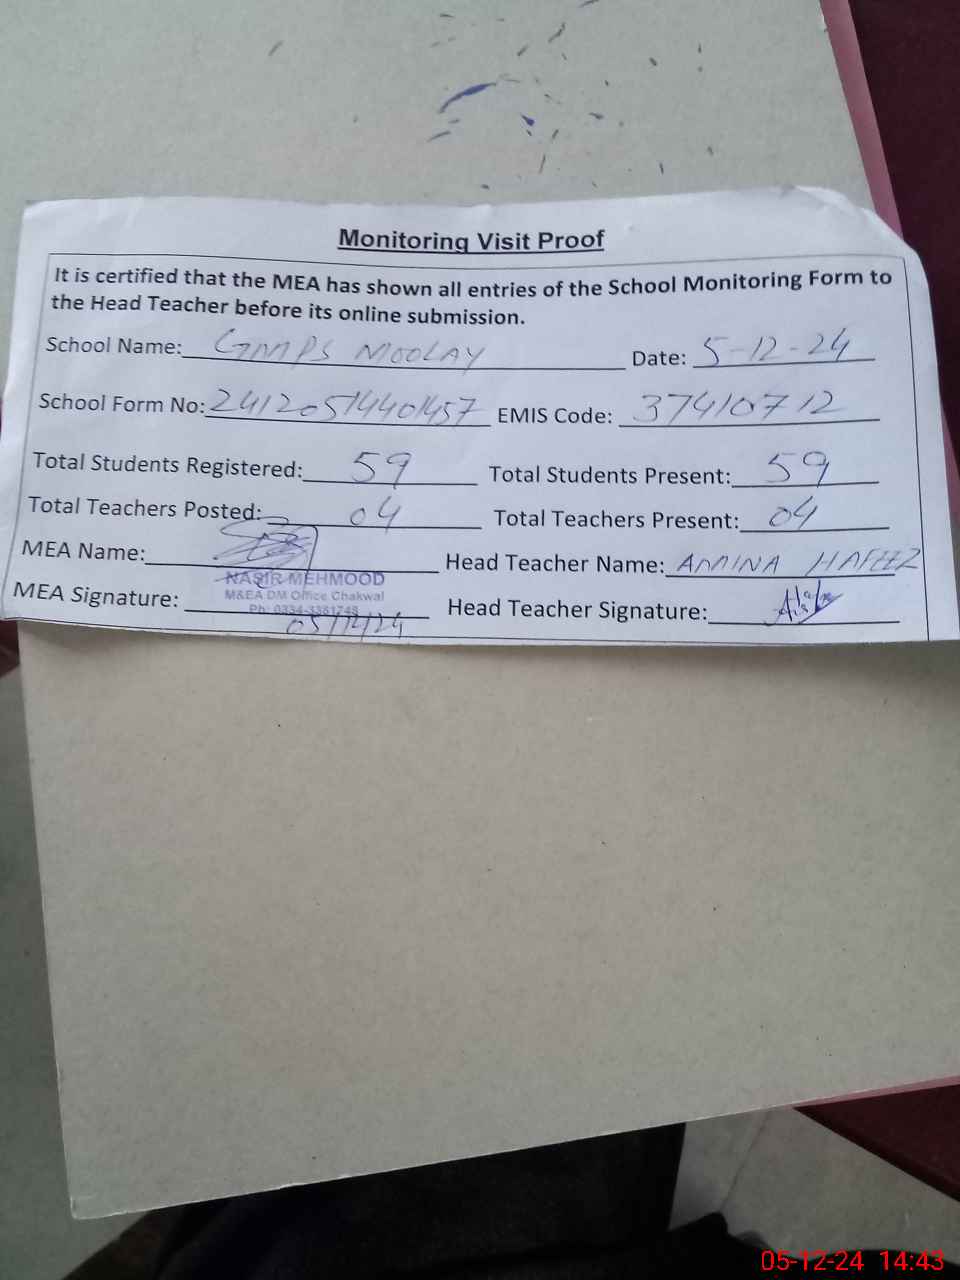 Monitoring Visit Proof
It is certified that the MEA has shown all entries of the School Monitoring Form to
the Head Teacher before its online submission.
School Name: GMPS MOOLAY Date: 5-12-24
School Form No: 24120514401457 EMIS Code: 37410712
Total Students Registered: 59 Total Students Present: 59
Total Teachers Posted: 04 Total Teachers Present: 04
MEA Name: Head Teacher Name: AMINA HAFEEZ
NASIR MEHMOOD
M&EA DM Office Chakwal
Ph: 0334-3361748
MEA Signature: Head Teacher Signature:
05/12/24
05-12-24 14:43